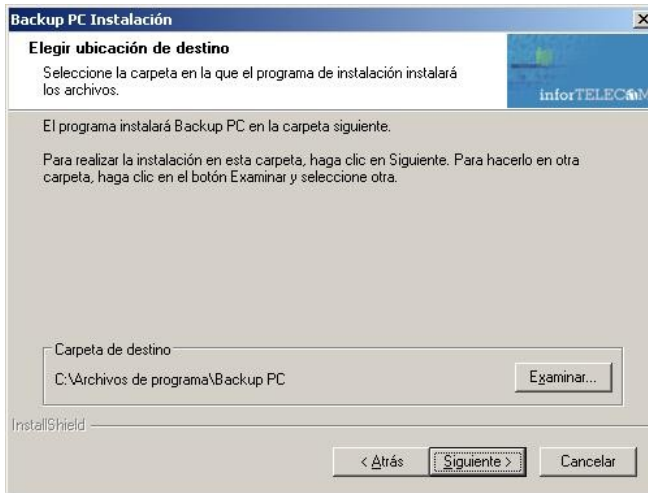 Backup PC Instalación
Elegir ubicación de destino
Seleccione la carpeta en la que el programa de instalación instalará
los archivos.
inforTELECOM
El programa instalará Backup PC en la carpeta siguiente.
Para realizar la instalación en esta carpeta, haga clic en Siguiente. Para hacerlo en otra
carpeta, haga clic en el botón Examinar y seleccione otra.
Carpeta de destino
C:\Archivos de programa\Backup PC
Examinar...
InstallShield
< Atrás
Siguiente >
Cancelar